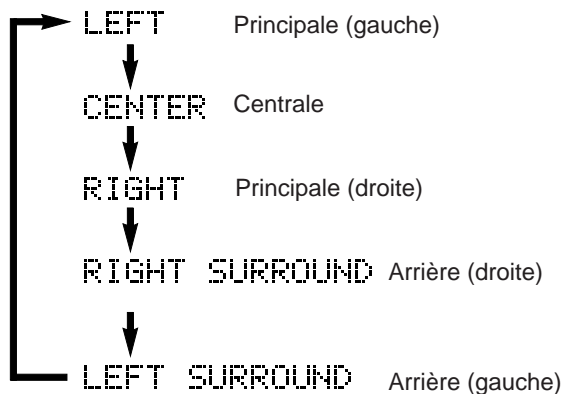 LEFT Principale (gauche)
CENTER Centrale
RIGHT Principale (droite)
RIGHT SURROUND Arrière (droite)
LEFT SURROUND Arrière (gauche)